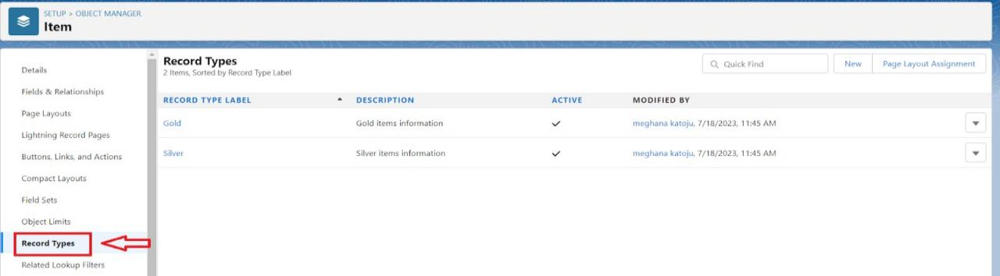 SETUP > OBJECT MANAGER
Item
Details
Fields & Relationships
Page Layouts
Lightning Record Pages
Buttons, Links, and Actions
Compact Layouts
Field Sets
Object Limits
Record Types
Related Lookup Filters
Record Types
2 Items, Sorted by Record Type Label
Quick Find
New
Page Layout Assignment
RECORD TYPE LABEL DESCRIPTION ACTIVE MODIFIED BY
Gold Gold items information meghana katoju, 7/18/2023, 11:45 AM
Silver Silver items information meghana katoju, 7/18/2023, 11:45 AM